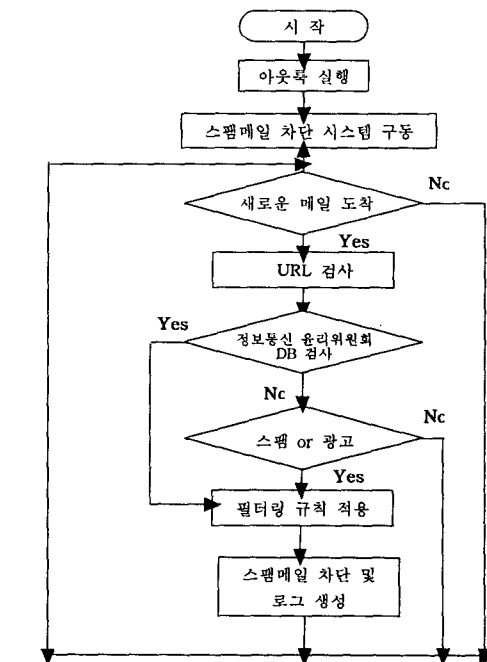 시 작
아웃룩 실행
스팸메일 차단 시스템 구동
새로운 메일 도착
Nc
Yes
URL 검사
Yes
정보통신 윤리위원회
DB 검사
Nc
Nc
스팸 or 광고
Yes
필터링 규칙 적용
스팸메일 차단 및
로그 생성